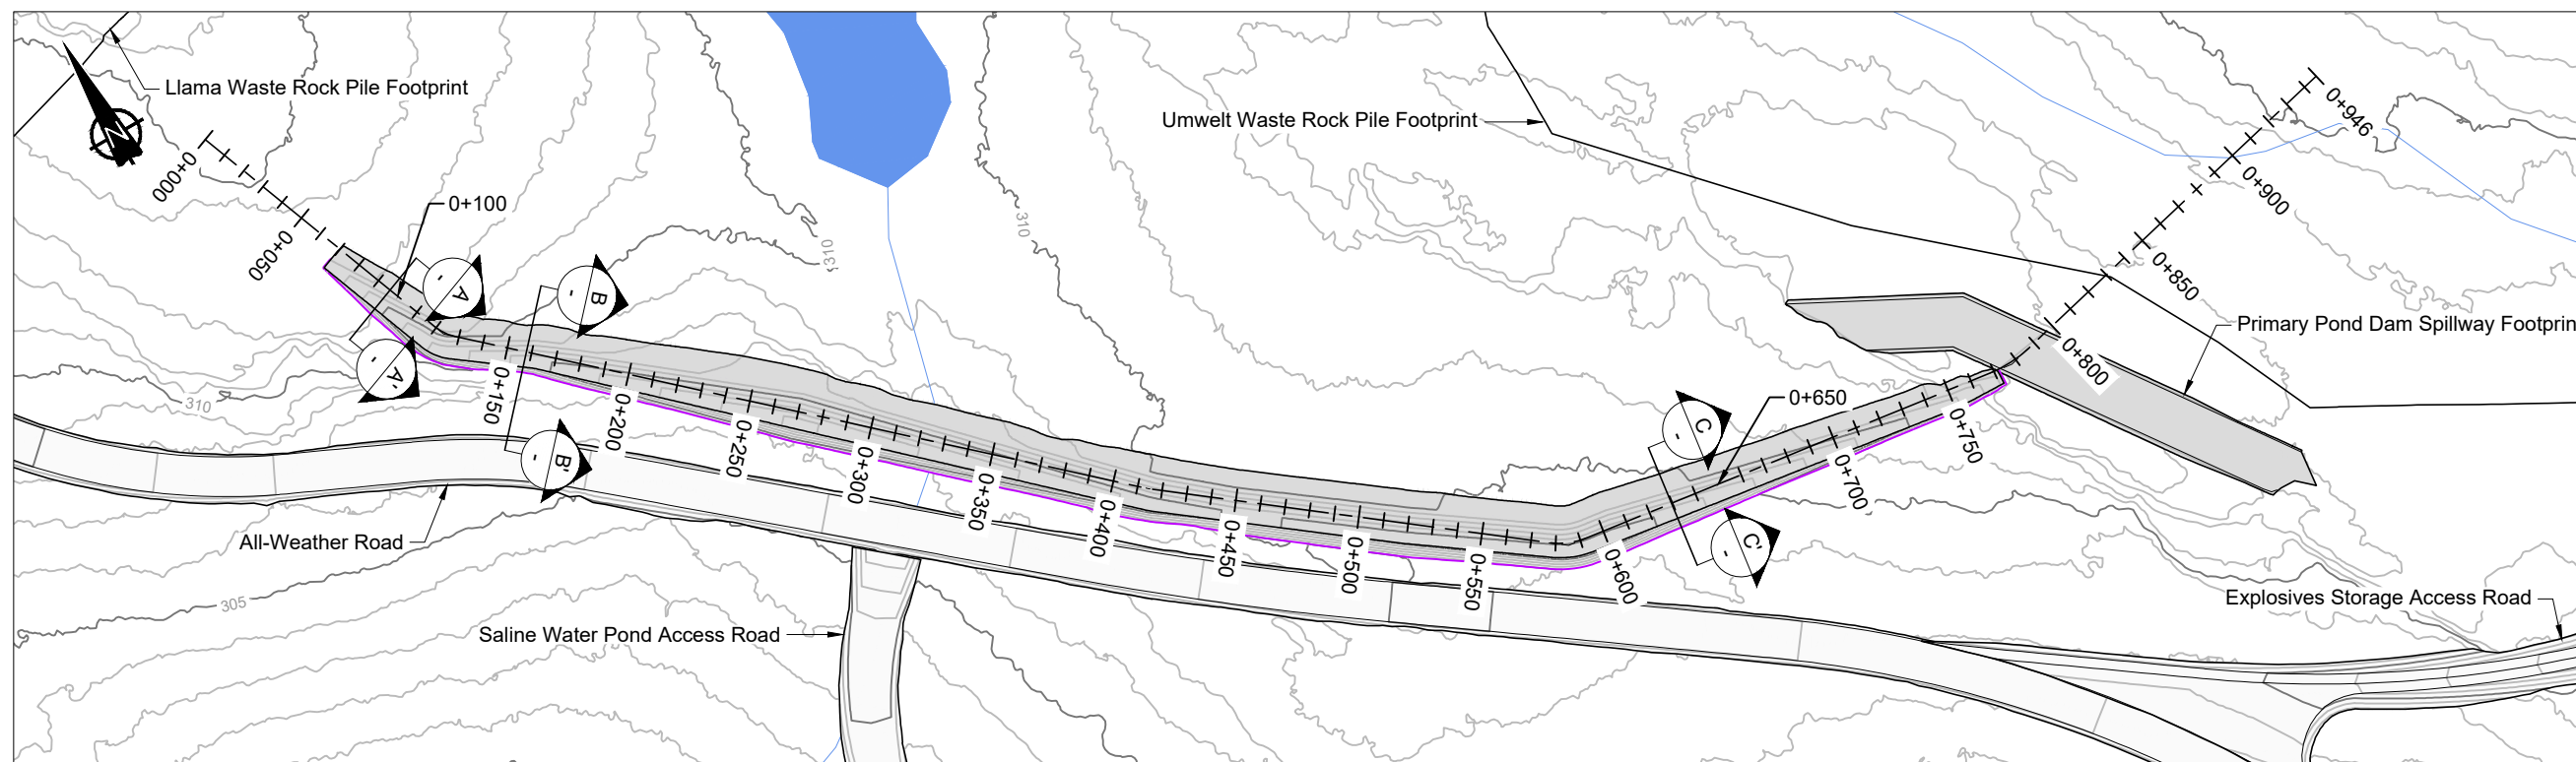 Llama Waste Rock Pile Footprint
N
0+000
0+050
0+100
A
-
A'
-
B
-
B'
-
310
310
310
305
0+150
0+200
0+250
0+300
0+350
0+400
0+450
0+500
0+550
0+600
0+650
0+700
0+750
0+800
0+850
0+900
0+946
C
-
C'
-
Umwelt Waste Rock Pile Footprint
Primary Pond Dam Spillway Footprin
All-Weather Road
Saline Water Pond Access Road
Explosives Storage Access Road